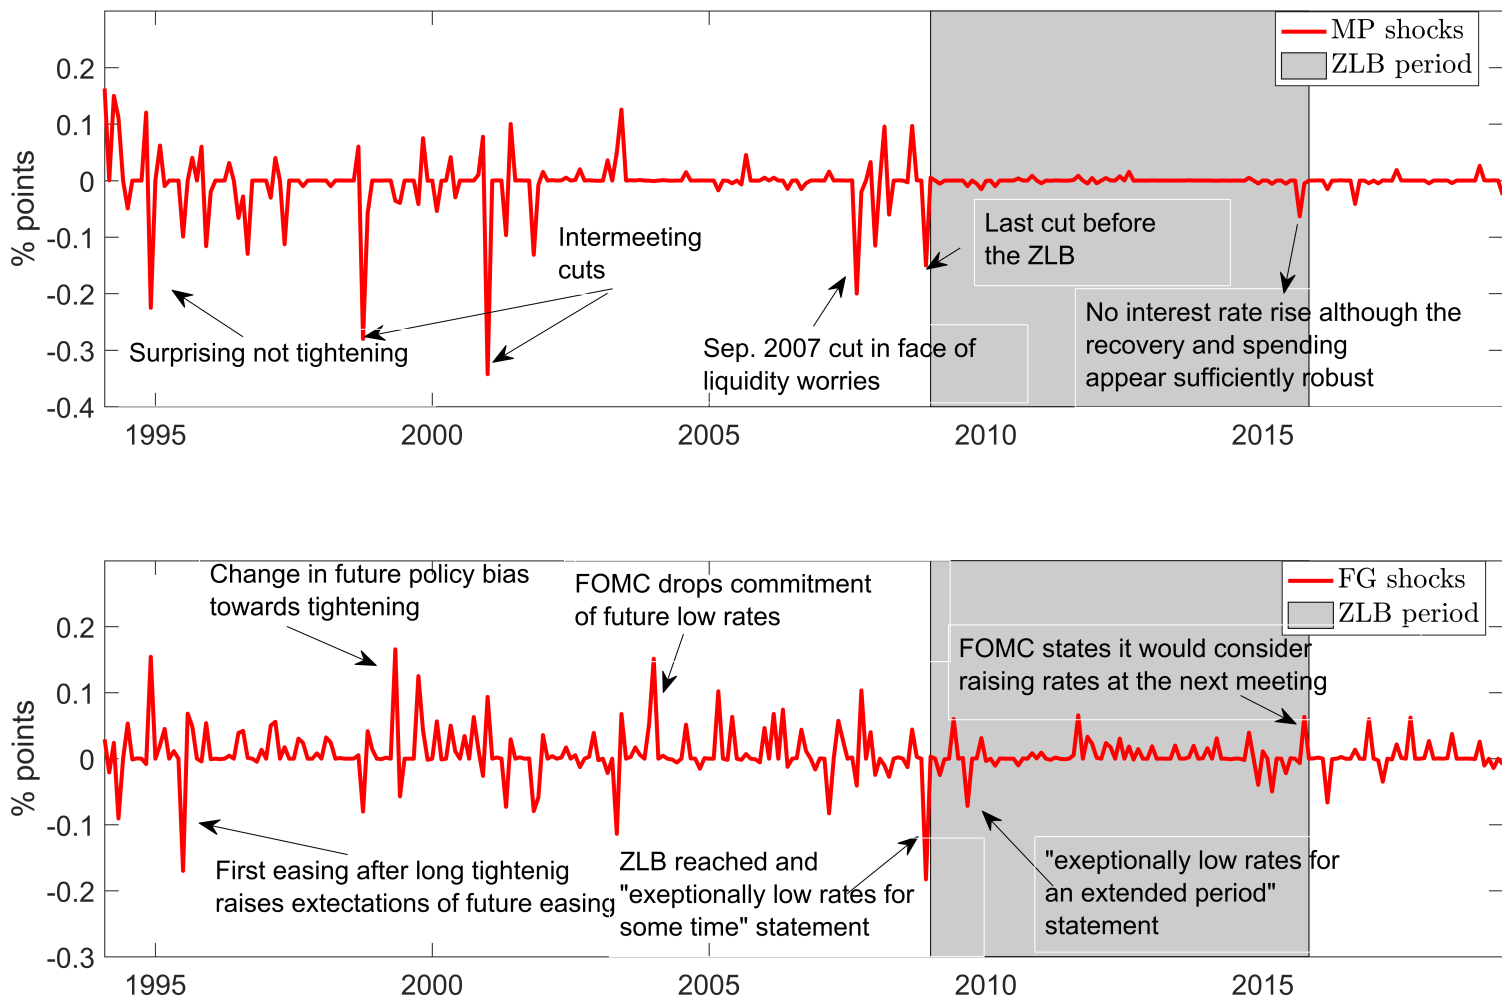 MP shocks
ZLB period
% points
0.2
0.1
0
-0.1
-0.2
-0.3
-0.4
1995
2000
2005
2010
2015
Surprising not tightening
Intermeeting
cuts
Sep. 2007 cut in face of
liquidity worries
Last cut before
the ZLB
No interest rate rise although the
recovery and spending
appear sufficiently robust
FG shocks
ZLB period
% points
0.2
0.1
0
-0.1
-0.2
-0.3
1995
2000
2005
2010
2015
Change in future policy bias
towards tightening
FOMC drops commitment
of future low rates
FOMC states it would consider
raising rates at the next meeting
First easing after long tightenig
raises extectations of future easing
ZLB reached and
"exeptionally low rates for
some time" statement
"exeptionally low rates for
an extended period"
statement